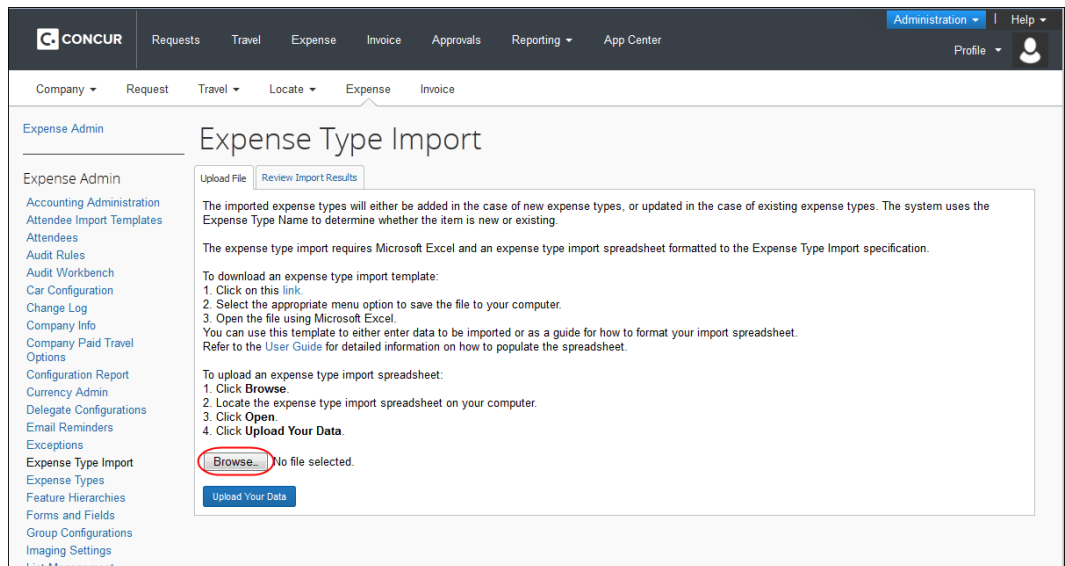 Administration | Help
C. CONCUR Requests Travel Expense Invoice Approvals Reporting App Center
Profile
Company Request Travel Locate Expense Invoice
Expense Admin
Expense Type Import
Expense Admin
Accounting Administration
Attendee Import Templates
Attendees
Audit Rules
Audit Workbench
Car Configuration
Change Log
Company Info
Company Paid Travel
Options
Configuration Report
Currency Admin
Delegate Configurations
Email Reminders
Exceptions
Expense Type Import
Expense Types
Feature Hierarchies
Forms and Fields
Group Configurations
Imaging Settings
Upload File Review Import Results
The imported expense types will either be added in the case of new expense types, or updated in the case of existing expense types. The system uses the
Expense Type Name to determine whether the item is new or existing.
The expense type import requires Microsoft Excel and an expense type import spreadsheet formatted to the Expense Type Import specification.
To download an expense type import template:
1. Click on this link.
2. Select the appropriate menu option to save the file to your computer.
3. Open the file using Microsoft Excel.
You can use this template to either enter data to be imported or as a guide for how to format your import spreadsheet.
Refer to the User Guide for detailed information on how to populate the spreadsheet.
To upload an expense type import spreadsheet:
1. Click Browse.
2. Locate the expense type import spreadsheet on your computer.
3. Click Open.
4. Click Upload Your Data.
Browse... No file selected.
Upload Your Data